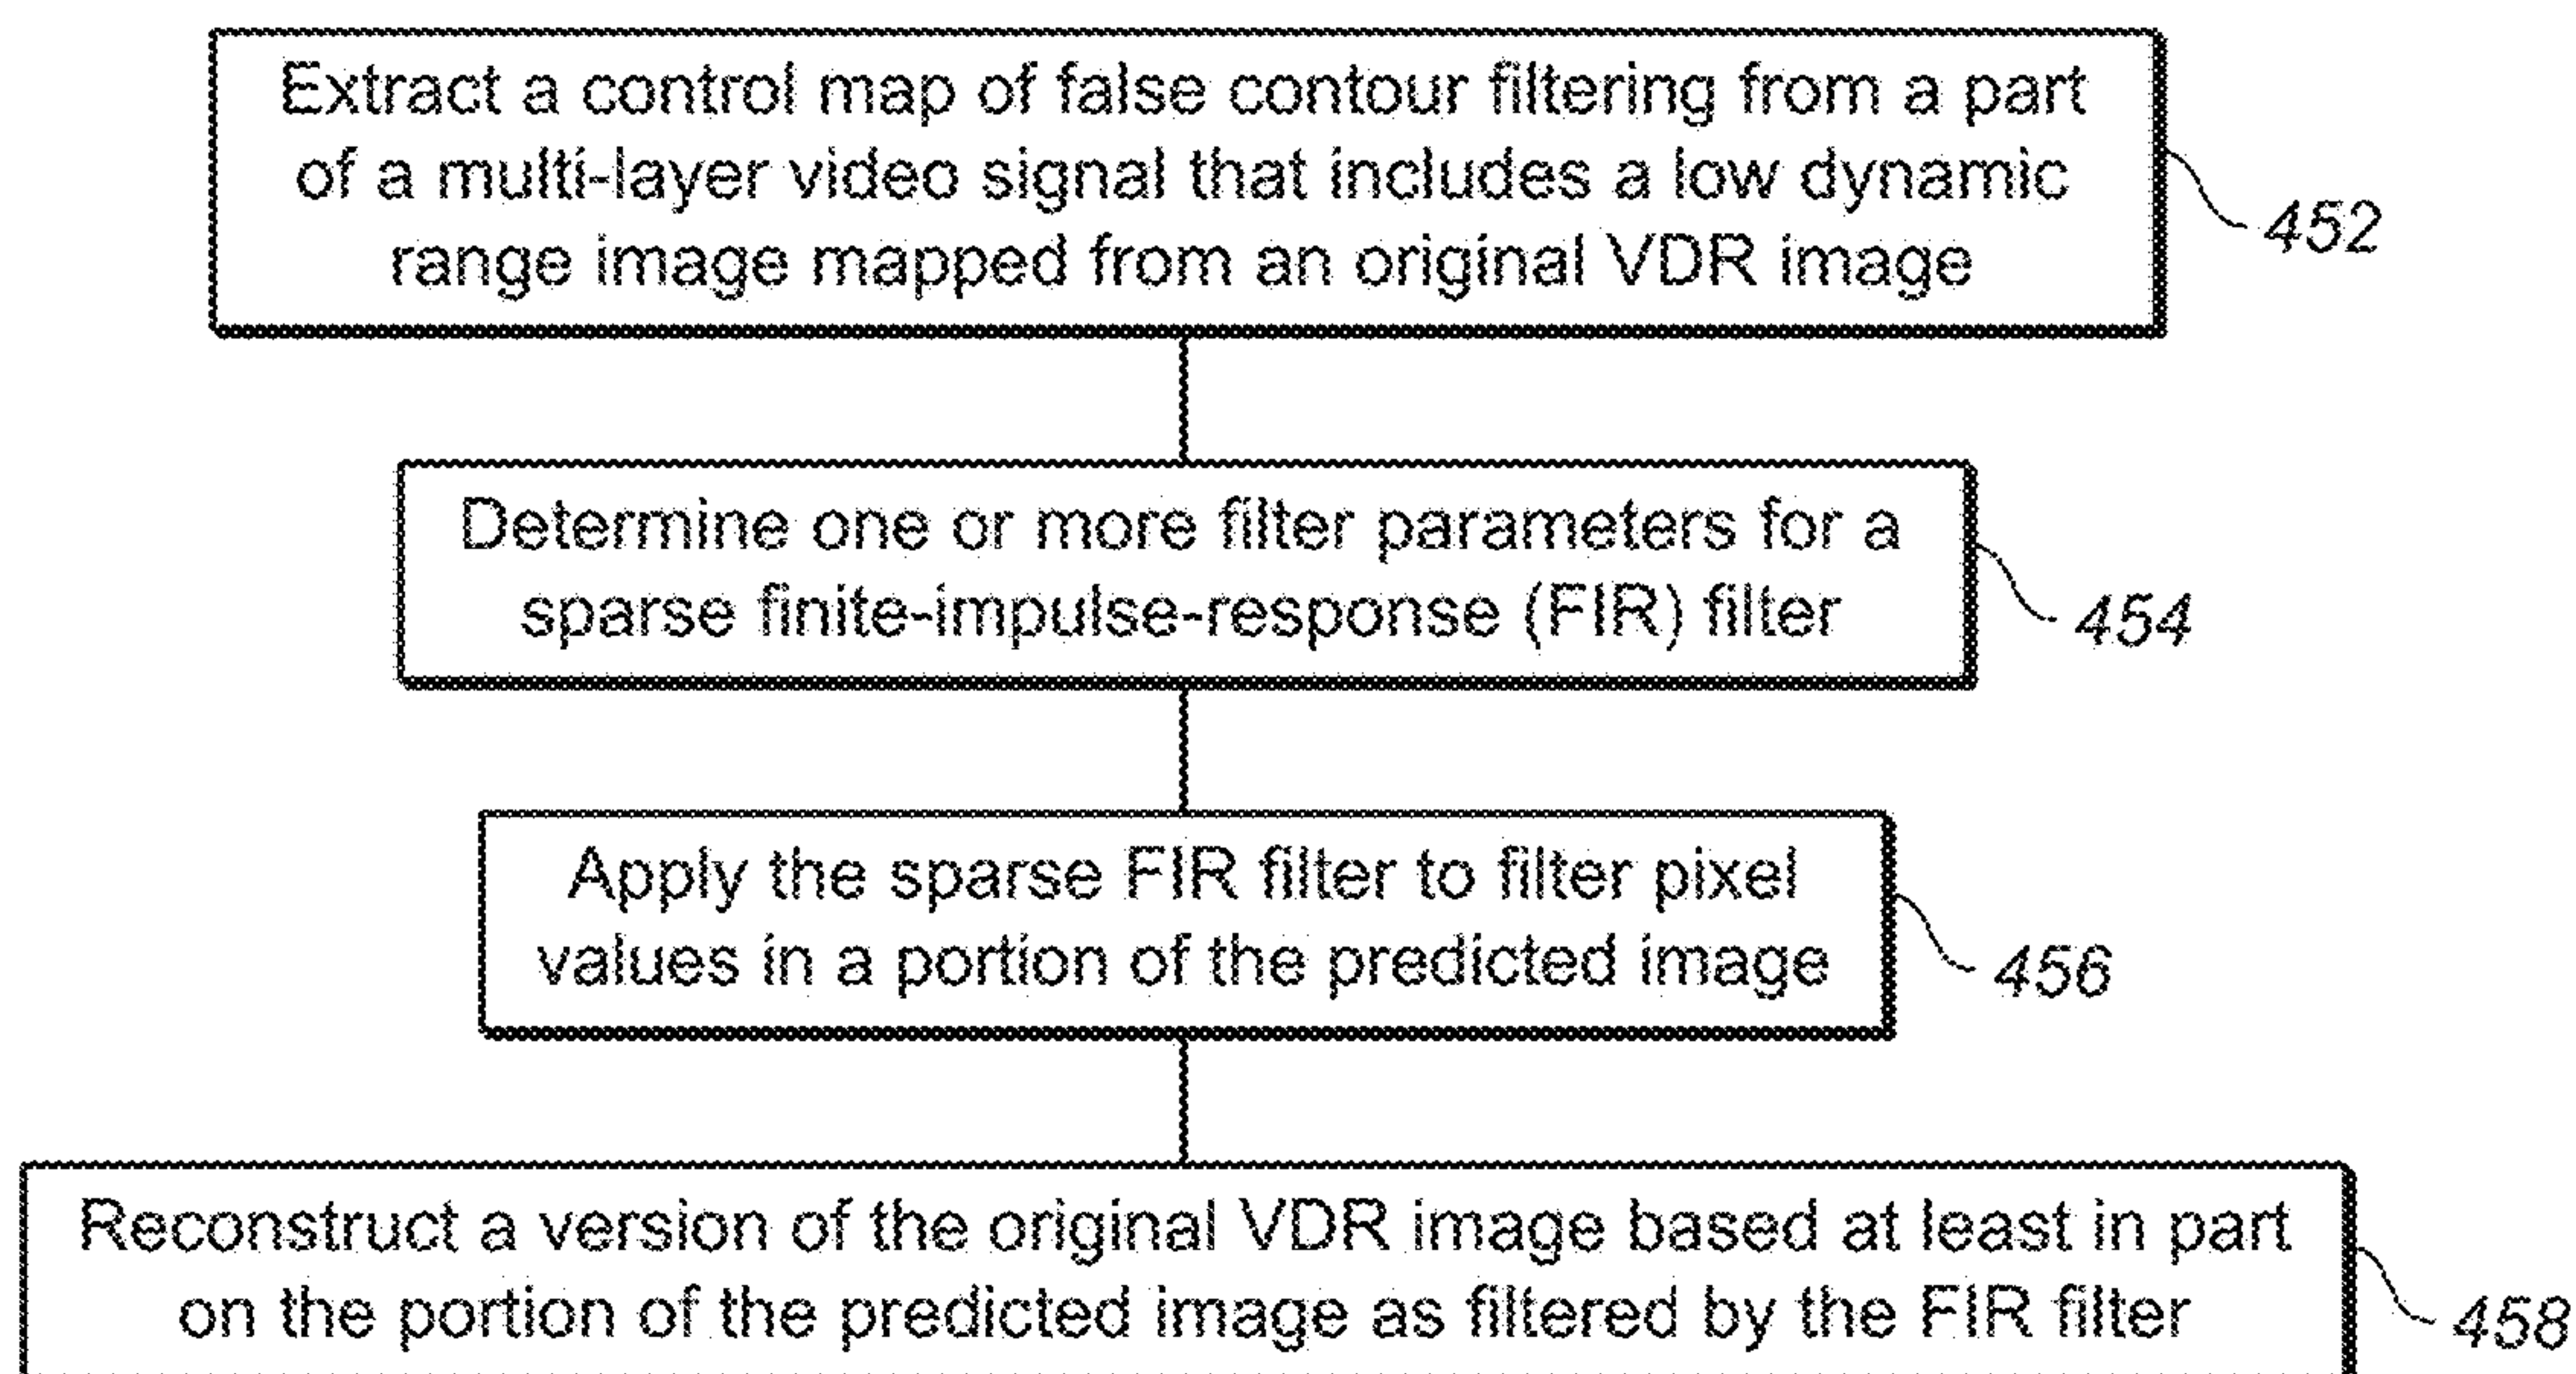 Extract a control map of false contour filtering from a part
of a multi-layer video signal that includes a low dynamic
range image mapped from an original VDR image
452
Determine one or more filter parameters for a
sparse finite-impulse-response (FIR) filter
454
Apply the sparse FIR filter to filter pixel
values in a portion of the predicted image
456
Reconstruct a version of the original VDR image based at least in part
on the portion of the predicted image as filtered by the FIR filter
458